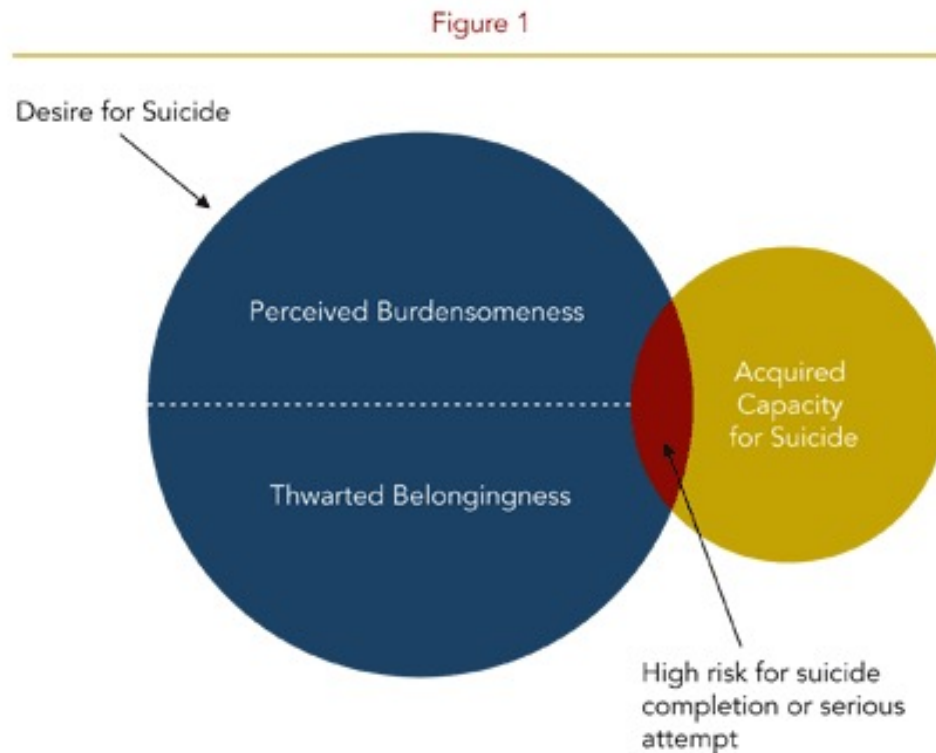 Figure 1
Desire for Suicide
Perceived Burdensomeness
Thwarted Belongingness
Acquired
Capacity
for Suicide
High risk for suicide
completion or serious
attempt